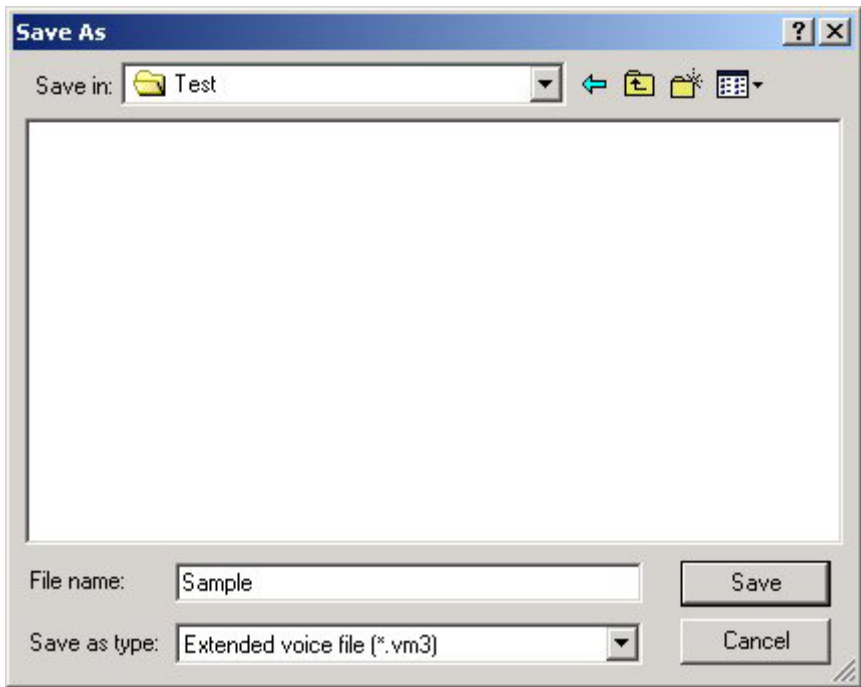 Save As
Save in: Test
File name: Sample Save
Save as type: Extended voice file (*.vm3) Cancel